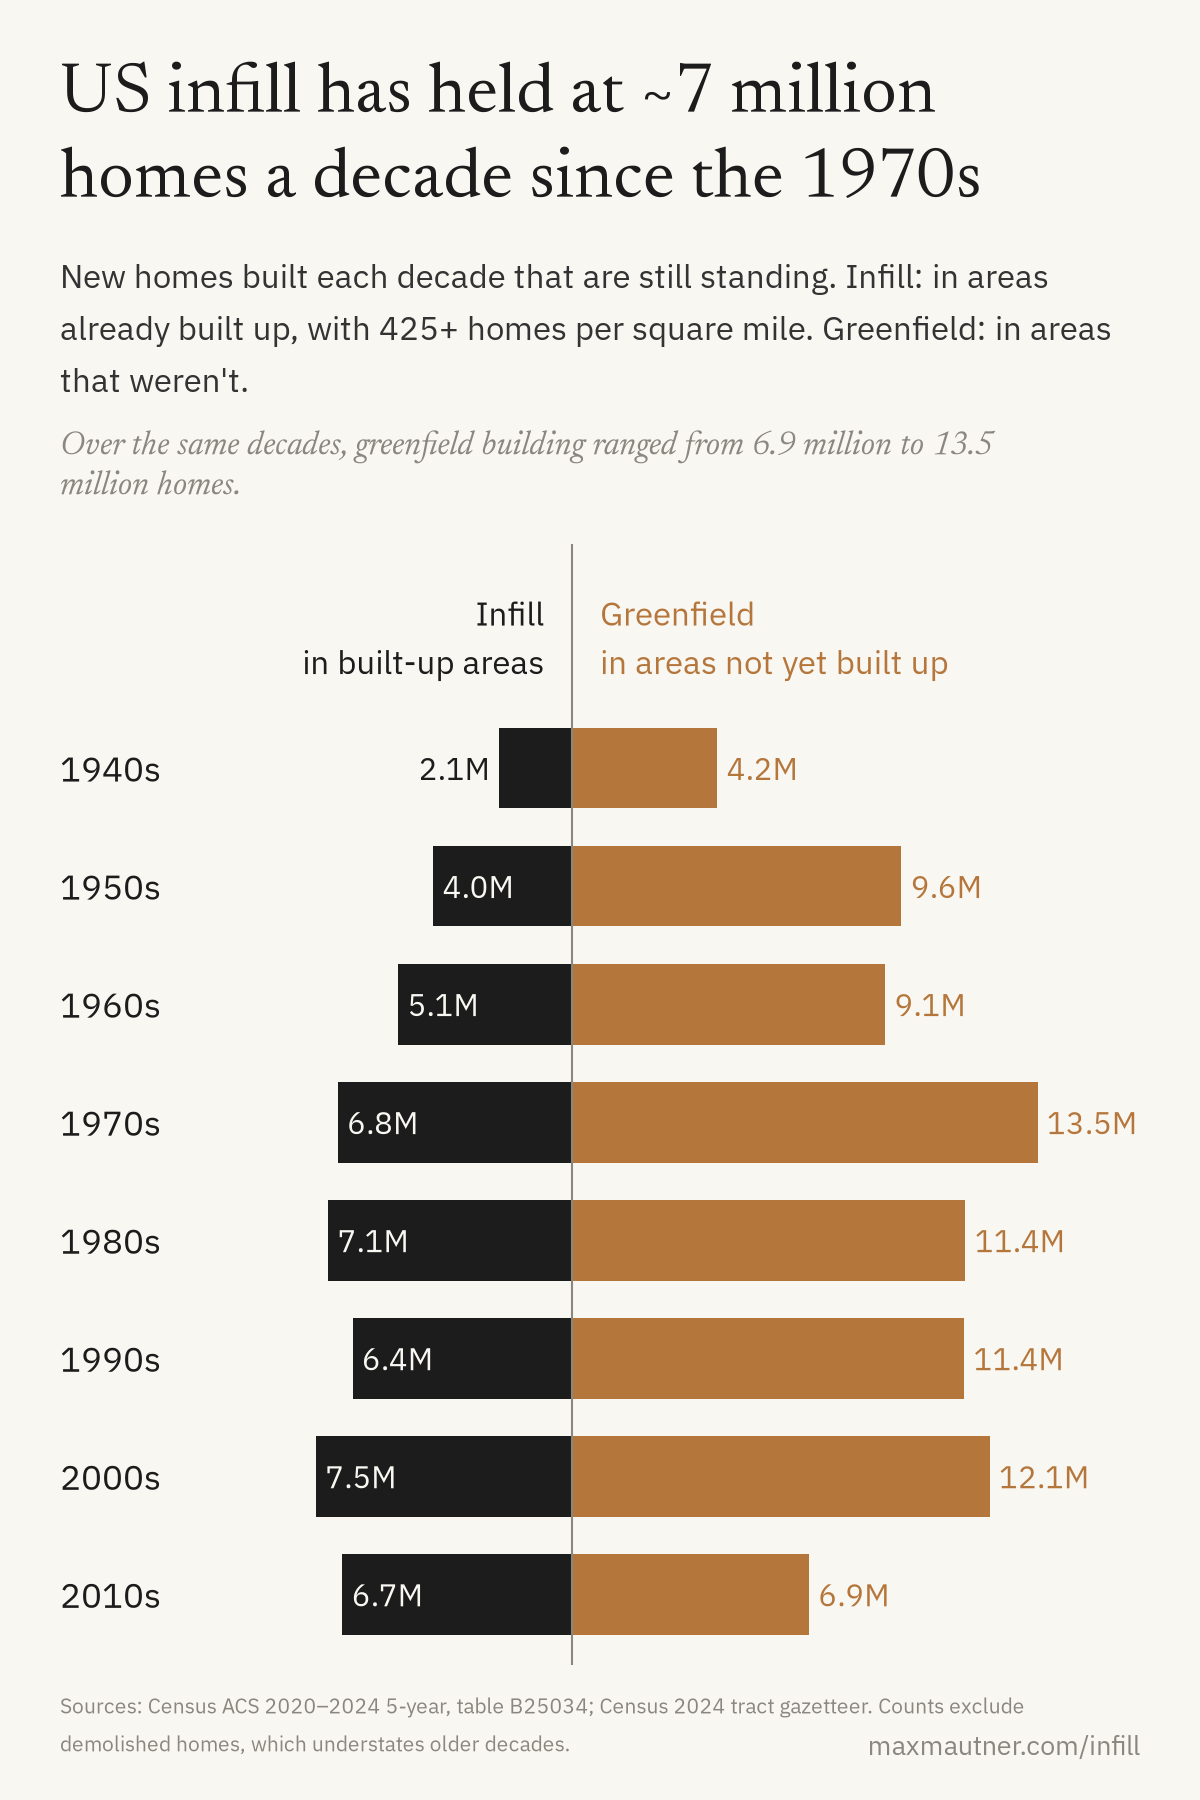 US infill has held at ~7 million
homes a decade since the 1970s
New homes built each decade that are still standing. Infill: in areas
already built up, with 425+ homes per square mile. Greenfield: in areas
that weren't.
Over the same decades, greenfield building ranged from 6.9 million to 13.5
million homes.
Infill
in built-up areas
Greenfield
in areas not yet built up
1940s 2.1M 4.2M
1950s 4.0M 9.6M
1960s 5.1M 9.1M
1970s 6.8M 13.5M
1980s 7.1M 11.4M
1990s 6.4M 11.4M
2000s 7.5M 12.1M
2010s 6.7M 6.9M
Sources: Census ACS 2020–2024 5-year, table B25034; Census 2024 tract gazetteer. Counts exclude
demolished homes, which understates older decades.
maxmautner.com/infill